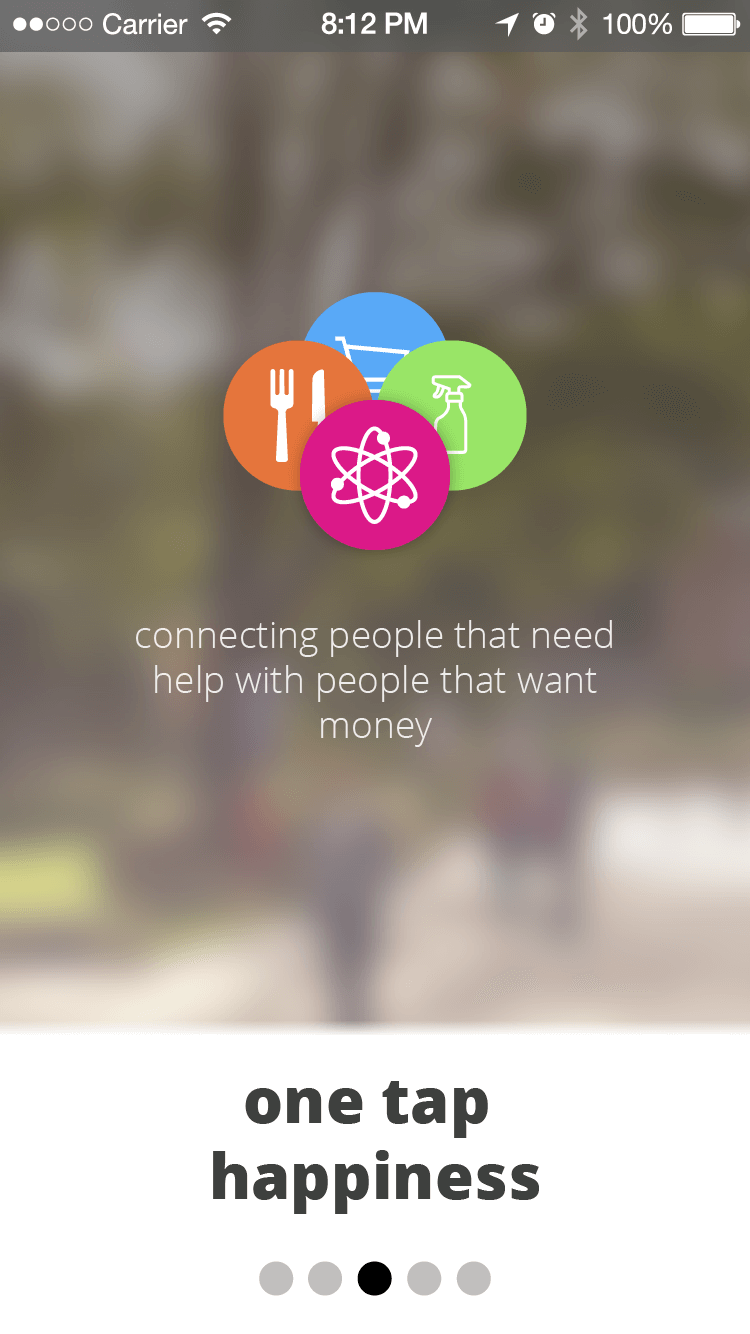 Carrier 8:12 PM 100%
connecting people that need
help with people that want
money
one tap
happiness